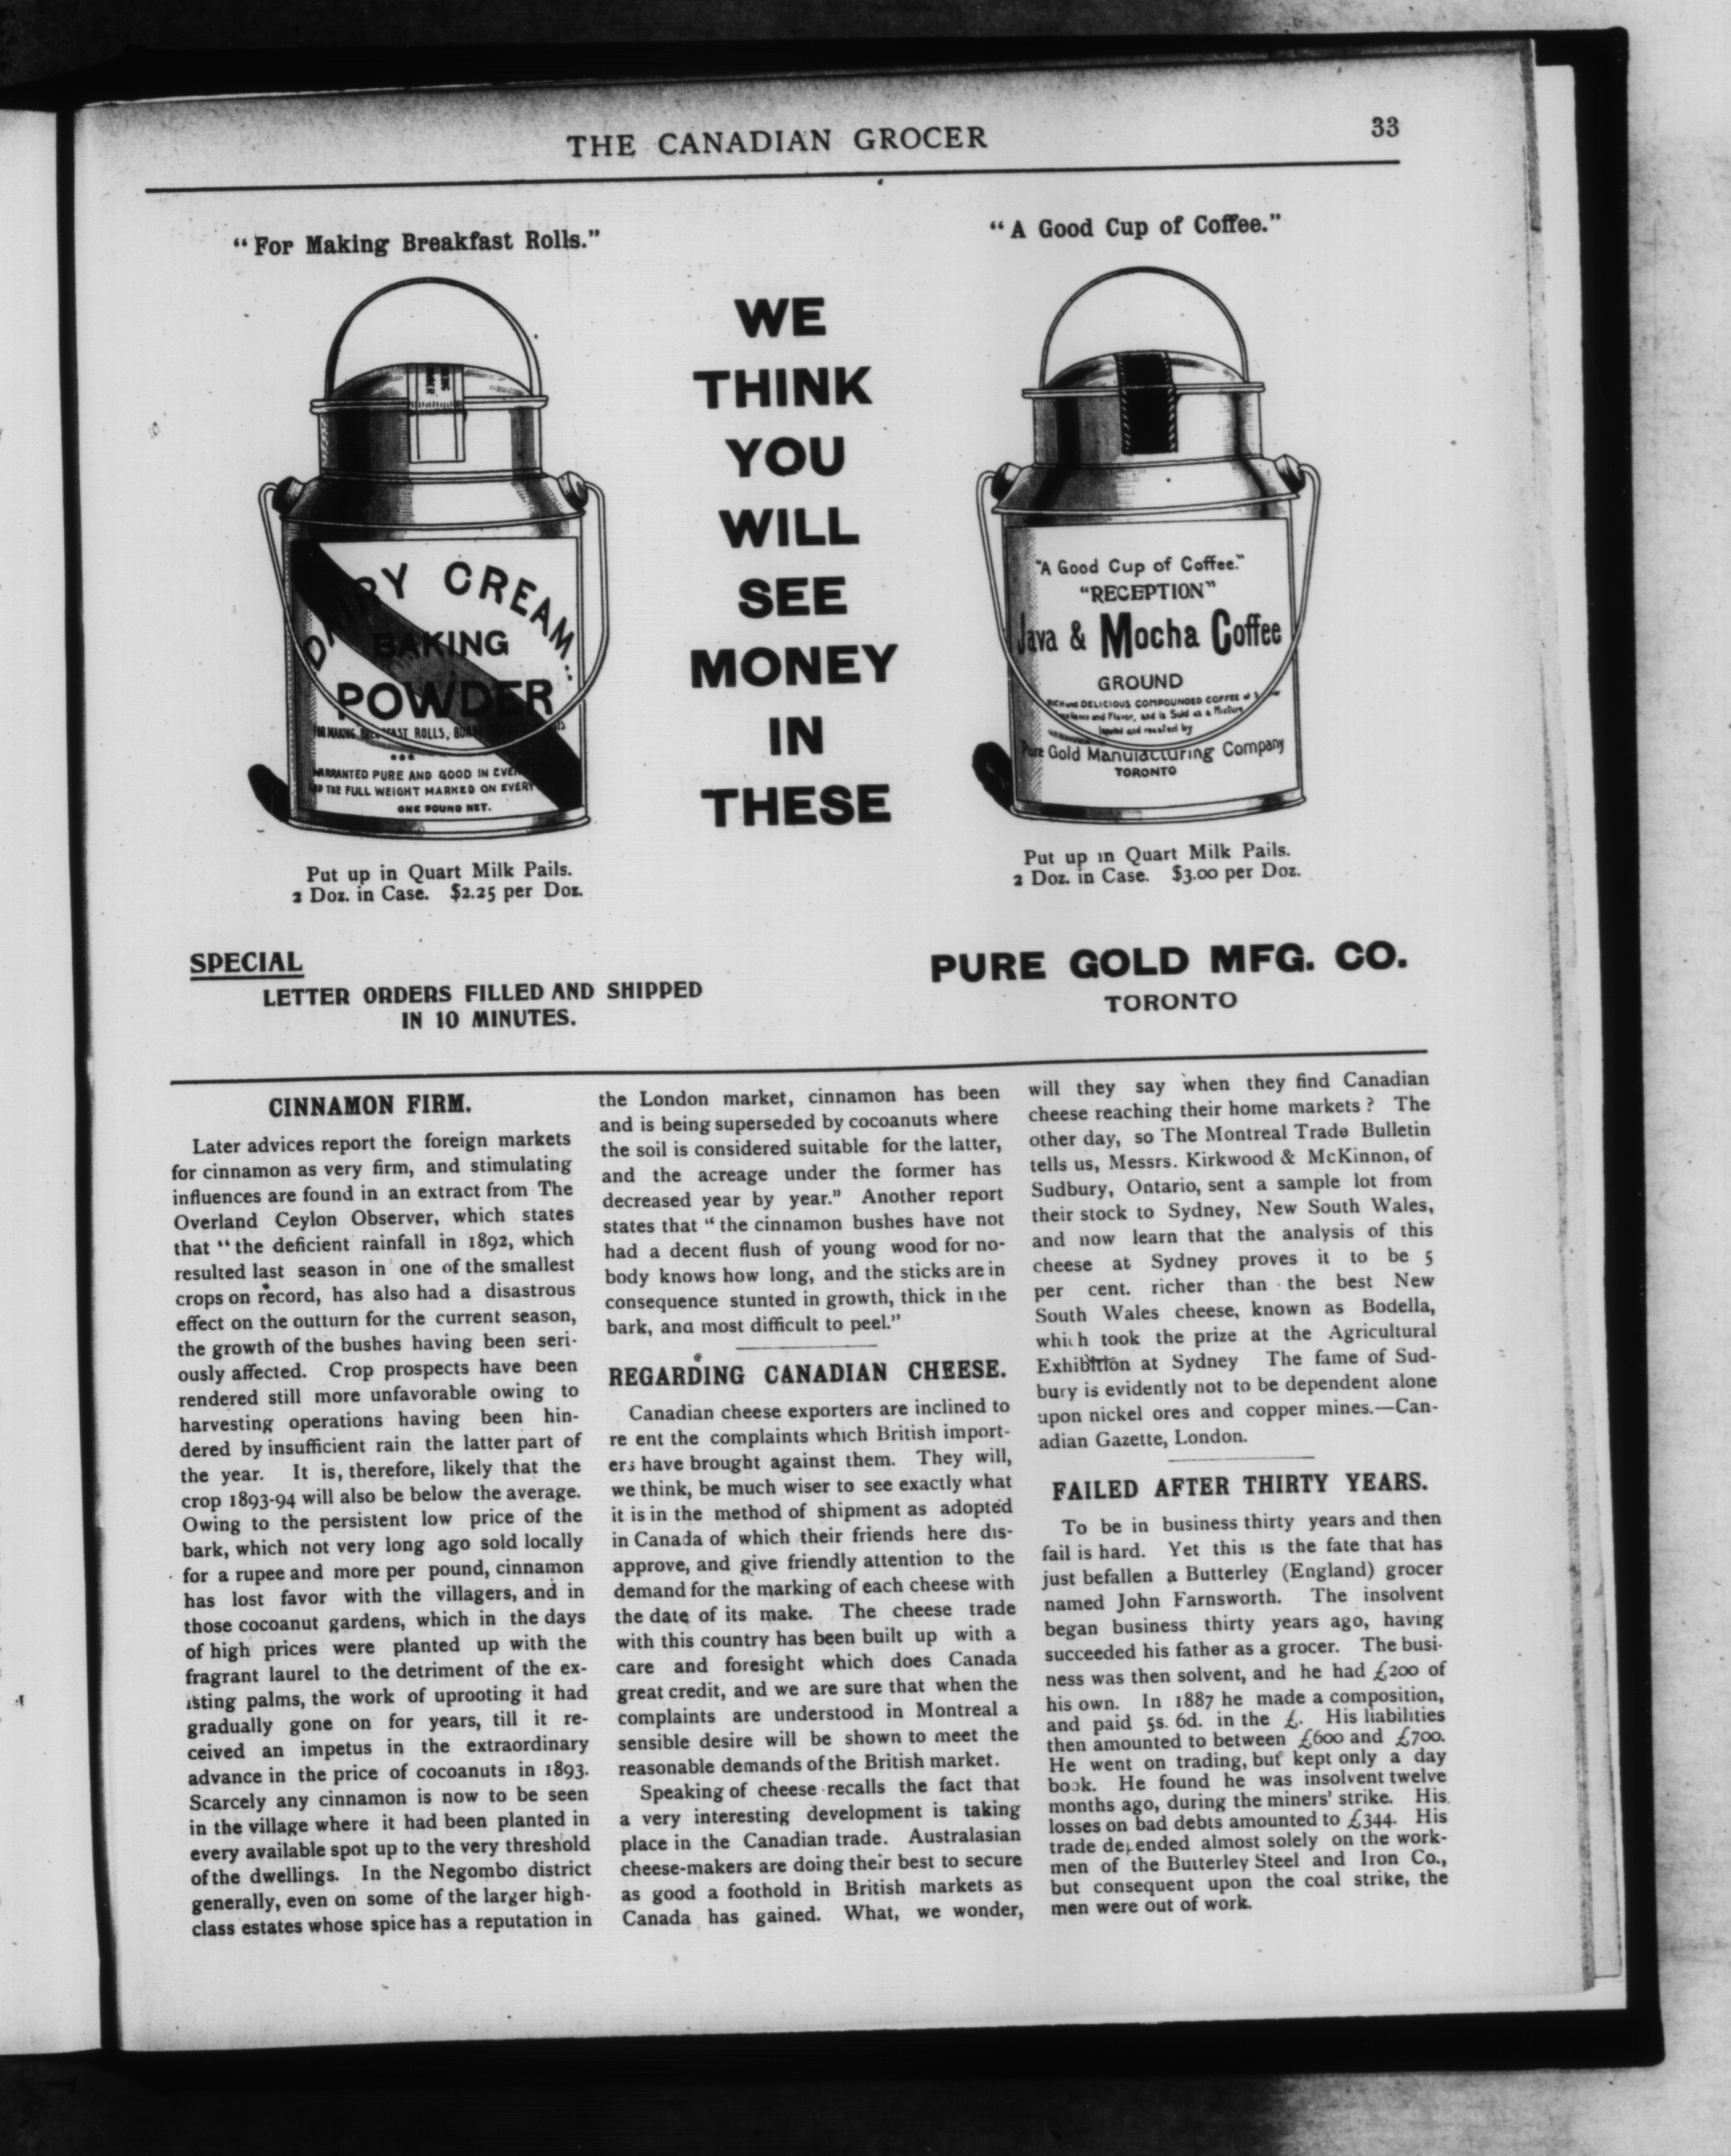 THE CANADIAN GROCER
33
"For Making Breakfast Rolls."
DAIRY CREAM
BAKING
POWDER
FOR MAKING BREAKFAST ROLLS,
WARRANTED PURE AND GOOD IN
THE FULL WEIGHT MARKED ON EVERY
ONE POUND NET.
Put up in Quart Milk Pails.
2 Doz. in Case. $2.25 per Doz.
WE
THINK
YOU
WILL
SEE
MONEY
IN
THESE
"A Good Cup of Coffee."
"A Good Cup of Coffee."
"RECEPTION"
Java & Mocha Coffee
GROUND
DELICIOUS COMPOUNDED COFFEE
and Flavor, and is Sold as a Mixture
and roasted by
Pure Gold Manufacturing Company
TORONTO
Put up in Quart Milk Pails.
2 Doz. in Case. $3.00 per Doz.
SPECIAL
LETTER ORDERS FILLED AND SHIPPED
IN 10 MINUTES.
PURE GOLD MFG. CO.
TORONTO
CINNAMON FIRM.
Later advices report the foreign markets
for cinnamon as very firm, and stimulating
influences are found in an extract from The
Overland Ceylon Observer, which states
that "the deficient rainfall in 1892, which
resulted last season in one of the smallest
crops on record, has also had a disastrous
effect on the outturn for the current season,
the growth of the bushes having been seri-
ously affected. Crop prospects have been
rendered still more unfavorable owing to
harvesting operations having been hin-
dered by insufficient rain the latter part of
the year. It is, therefore, likely that the
crop 1893-94 will also be below the average.
Owing to the persistent low price of the
bark, which not very long ago sold locally
for a rupee and more per pound, cinnamon
has lost favor with the villagers, and in
those cocoanut gardens, which in the days
of high prices were planted up with the
fragrant laurel to the detriment of the ex-
isting palms, the work of uprooting it had
gradually gone on for years, till it re-
ceived an impetus in the extraordinary
advance in the price of cocoanuts in 1893.
Scarcely any cinnamon is now to be seen
in the village where it had been planted in
every available spot up to the very threshold
of the dwellings. In the Negombo district
generally, even on some of the larger high-
class estates whose spice has a reputation in
the London market, cinnamon has been
and is being superseded by cocoanuts where
the soil is considered suitable for the latter,
and the acreage under the former has
decreased year by year." Another report
states that "the cinnamon bushes have not
had a decent flush of young wood for no-
body knows how long, and the sticks are in
consequence stunted in growth, thick in the
bark, and most difficult to peel."
REGARDING CANADIAN CHEESE.
Canadian cheese exporters are inclined to
re ent the complaints which British import-
ers have brought against them. They will,
we think, be much wiser to see exactly what
it is in the method of shipment as adopted
in Canada of which their friends here dis-
approve, and give friendly attention to the
demand for the marking of each cheese with
the date of its make. The cheese trade
with this country has been built up with a
care and foresight which does Canada
great credit, and we are sure that when the
complaints are understood in Montreal a
sensible desire will be shown to meet the
reasonable demands of the British market.
Speaking of cheese recalls the fact that
a very interesting development is taking
place in the Canadian trade. Australasian
cheese-makers are doing their best to secure
as good a foothold in British markets as
Canada has gained. What, we wonder,
will they say when they find Canadian
cheese reaching their home markets? The
other day, so The Montreal Trade Bulletin
tells us, Messrs. Kirkwood & McKinnon, of
Sudbury, Ontario, sent a sample lot from
their stock to Sydney, New South Wales,
and now learn that the analysis of this
cheese at Sydney proves it to be 5
per cent. richer than the best New
South Wales cheese, known as Bodella,
which took the prize at the Agricultural
Exhibition at Sydney The fame of Sud-
bury is evidently not to be dependent alone
upon nickel ores and copper mines.—Can-
adian Gazette, London.
FAILED AFTER THIRTY YEARS.
To be in business thirty years and then
fail is hard. Yet this is the fate that has
just befallen a Butterley (England) grocer
named John Farnsworth. The insolvent
began business thirty years ago, having
succeeded his father as a grocer. The busi-
ness was then solvent, and he had £200 of
his own. In 1887 he made a composition,
and paid 5s. 6d. in the £. His liabilities
then amounted to between £600 and £700.
He went on trading, but kept only a day
book. He found he was insolvent twelve
months ago, during the miners' strike. His
losses on bad debts amounted to £344. His
trade depended almost solely on the work-
men of the Butterley Steel and Iron Co.,
but consequent upon the coal strike, the
men were out of work.